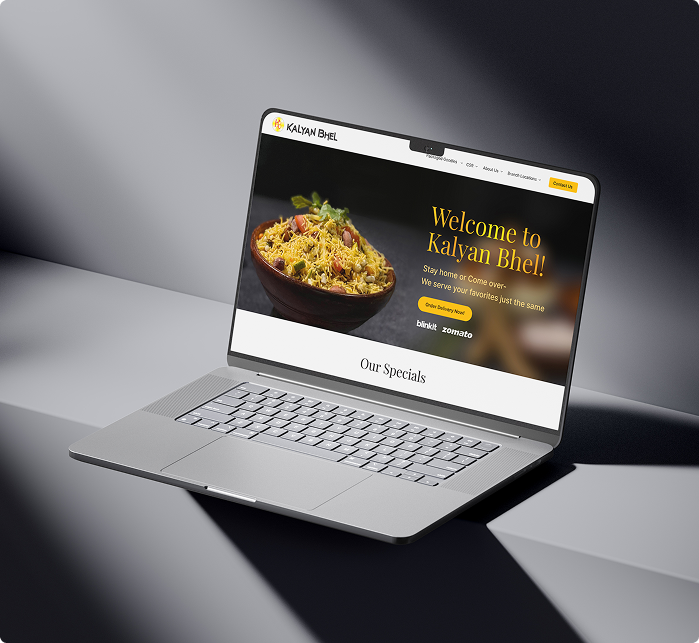 KALYAN BHEL
Packaged Goodies CSR About Us Branch Locations Contact Us
Welcome to
Kalyan Bhel!
Stay home or Come over-
We serve your favorites just the same
Order Delivery Now!
blinkit zomato
Our Specials